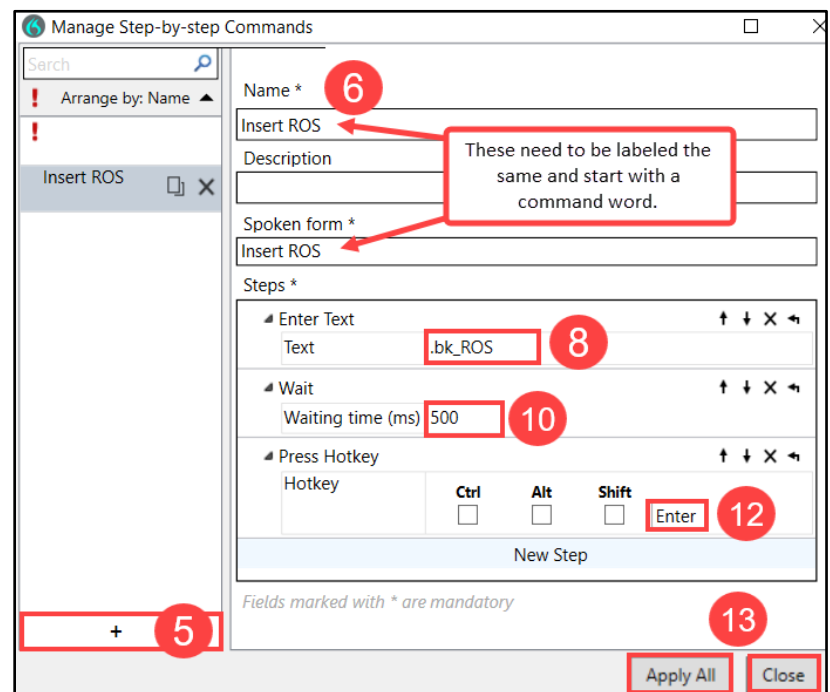 Manage Step-by-step Commands
Sarch
! Arrange by: Name
!
Insert ROS
+
5
Name *
6
Insert ROS
These need to be labeled the
same and start with a
command word.
Description
Spoken form *
Insert ROS
Steps *
Enter Text
Text .bk_ROS
8
Wait
Waiting time (ms) 500
10
Press Hotkey
Hotkey Ctrl Alt Shift Enter
12
New Step
Fields marked with * are mandatory
13
Apply All Close